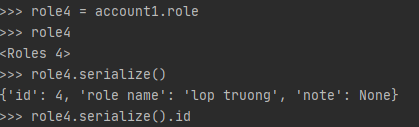 >>> role4 = account1.role
>>> role4
<Roles 4>
>>> role4.serialize()
{'id': 4, 'role name': 'lop truong', 'note': None}
>>> role4.serialize().id